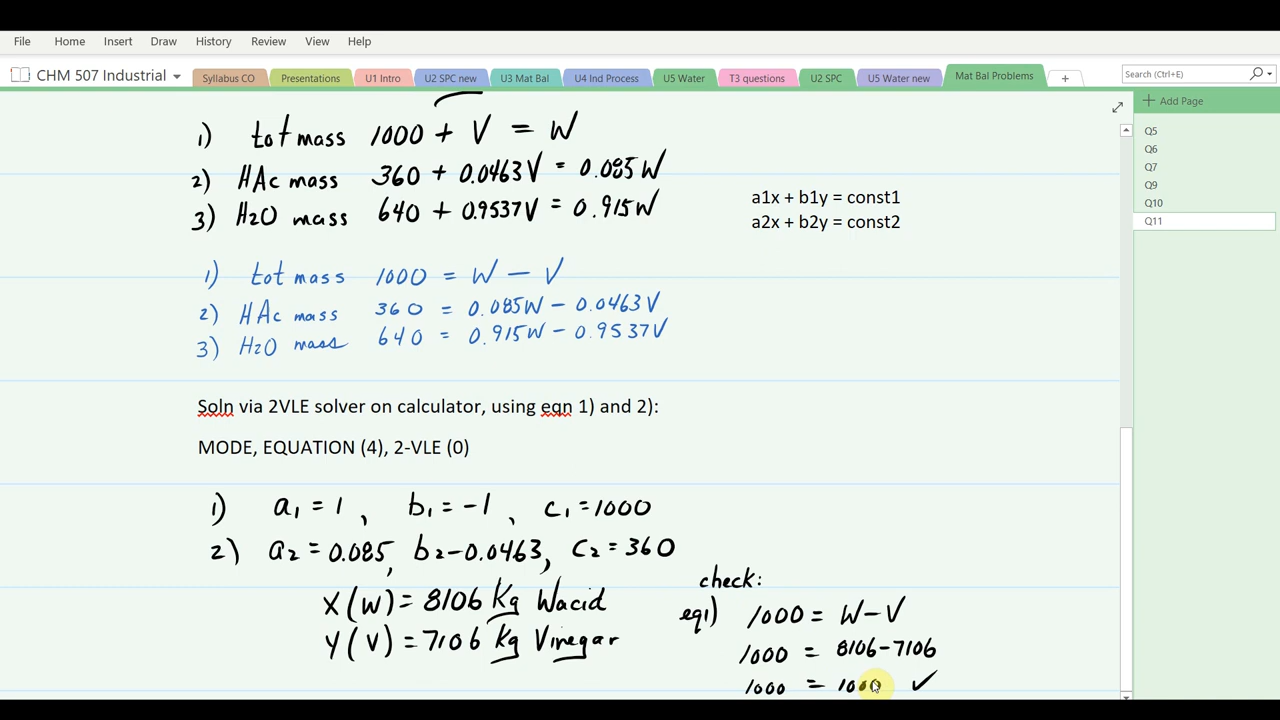 File Home Insert Draw History Review View Help
CHM 507 Industrial Syllabus CO Presentations U1 Intro U2 SPC new U3 Mat Bal U4 Ind Process U5 Water T3 questions U2 SPC U5 Water new Mat Bal Problems + Search (Ctrl+E)
+ Add Page
Q5
Q6
Q7
Q9
Q10
Q11
1) tot mass 1000 + V = W
2) HAc mass 360 + 0.0463V = 0.085W
3) H2O mass 640 + 0.9537V = 0.915W
a1x + b1y = const1
a2x + b2y = const2
1) tot mass 1000 = W - V
2) HAc mass 360 = 0.085W - 0.0463V
3) H2O mass 640 = 0.915W - 0.9537V
Soln via 2VLE solver on calculator, using eqn 1) and 2):
MODE, EQUATION (4), 2-VLE (0)
1) a1 = 1, b1 = -1, c1 = 1000
2) a2 = 0.085, b2 -0.0463, c2 = 360
X(W) = 8106 Kg Wacid
Y(V) = 7106 kg Vinegar
check:
eq1) 1000 = W - V
1000 = 8106 - 7106
1000 = 1000 ✓